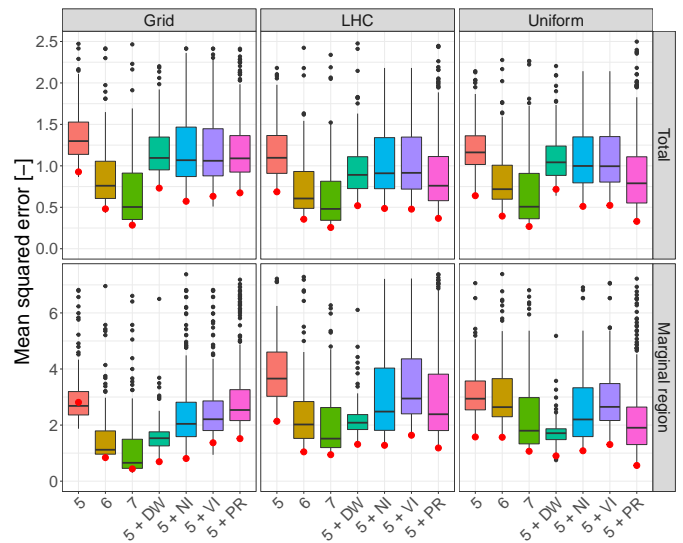 Grid LHC Uniform
Mean squared error [−]
2.5
2.0
1.5
1.0
0.5
0.0
Total
6
4
2
0
Marginal region
5 6 7 5 + DW 5 + NI 5 + VI 5 + PR
5 6 7 5 + DW 5 + NI 5 + VI 5 + PR
5 6 7 5 + DW 5 + NI 5 + VI 5 + PR